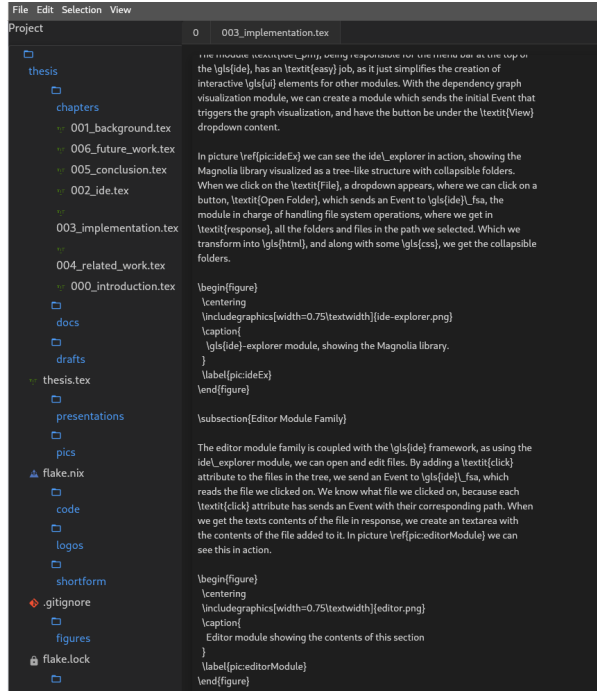 File Edit Selection View
Project
0 003_implementation.tex
thesis
chapters
001_background.tex
006_future_work.tex
005_conclusion.tex
002_ide.tex
003_implementation.tex
004_related_work.tex
000_introduction.tex
docs
drafts
thesis.tex
presentations
pics
flake.nix
code
logos
shortform
.gitignore
figures
flake.lock
The module \textit{ide\_pm}, being responsible for the menu bar at the top of
the \gls{ide}, has an \textit{easy} job, as it just simplifies the creation of
interactive \gls{ui} elements for other modules. With the dependency graph
visualization module, we can create a module which sends the initial Event that
triggers the graph visualization, and have the button be under the \textit{View}
dropdown content.
In picture \ref{pic:ideEx} we can see the ide\_explorer in action, showing the
Magnolia library visualized as a tree-like structure with collapsible folders.
When we click on the \textit{File}, a dropdown appears, where we can click on a
button, \textit{Open Folder}, which sends an Event to \gls{ide}\_fsa, the
module in charge of handling file system operations, where we get in
\textit{response}, all the folders and files in the path we selected. Which we
transform into \gls{html}, and along with some \gls{css}, we get the collapsible
folders.
\begin{figure}
\centering
\includegraphics[width=0.75\textwidth]{ide-explorer.png}
\caption{
\gls{ide}-explorer module, showing the Magnolia library.
}
\label{pic:ideEx}
\end{figure}
\subsection{Editor Module Family}
The editor module family is coupled with the \gls{ide} framework, as using the
ide\_explorer module, we can open and edit files. By adding a \textit{click}
attribute to the files in the tree, we send an Event to \gls{ide}\_fsa, which
reads the file we clicked on. We know what file we clicked on, because each
\textit{click} attribute has sends an Event with their corresponding path. When
we get the texts contents of the file in response, we create an textarea with
the contents of the file added to it. In picture \ref{pic:editorModule} we can
see this in action.
\begin{figure}
\centering
\includegraphics[width=0.75\textwidth]{editor.png}
\caption{
Editor module showing the contents of this section
}
\label{pic:editorModule}
\end{figure}